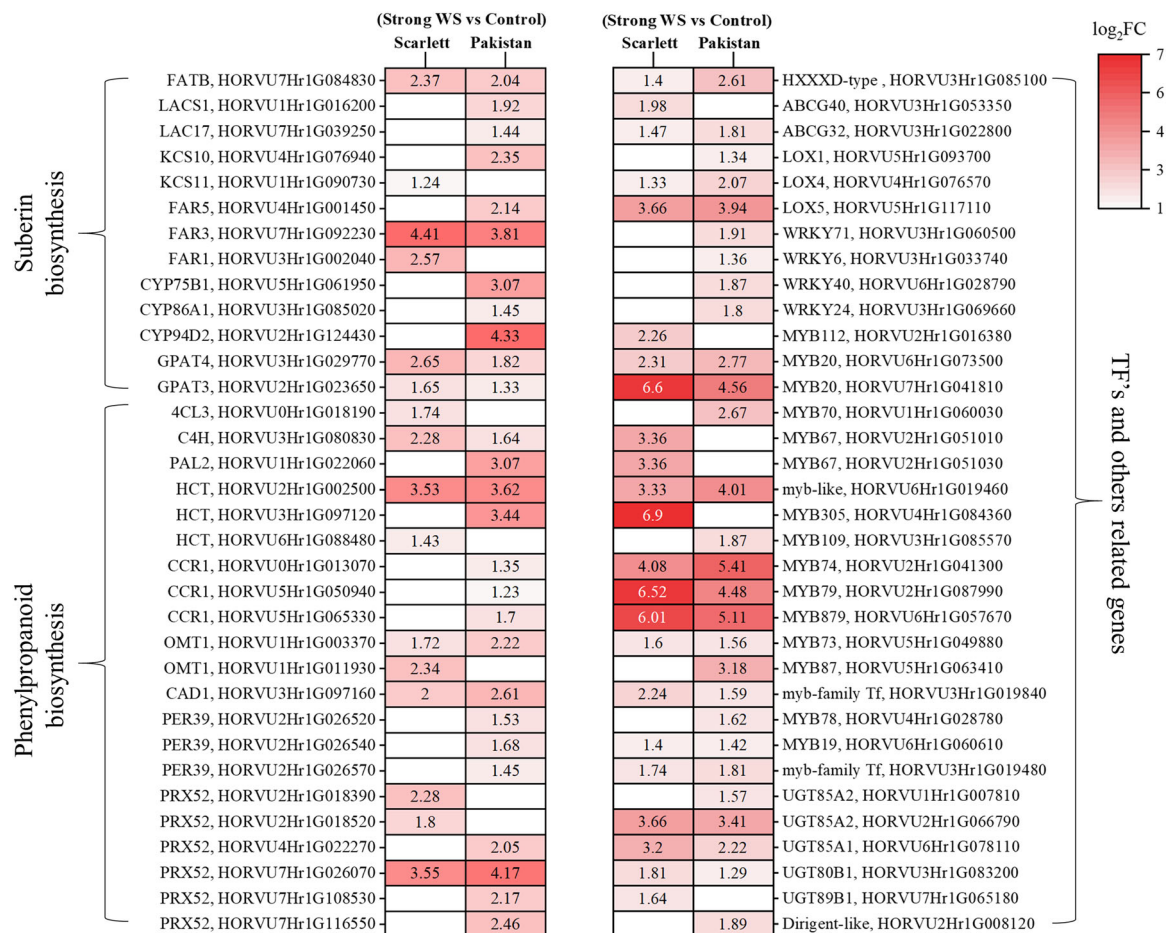 (Strong WS vs Control)
Scarlett Pakistan
FATB, HORVU7Hr1G084830 2.37 2.04
LACS1, HORVU1Hr1G016200 1.92
LAC17, HORVU7Hr1G039250 1.44
KCS10, HORVU4Hr1G076940 2.35
KCS11, HORVU1Hr1G090730 1.24
FAR5, HORVU4Hr1G001450 2.14
FAR3, HORVU7Hr1G092230 4.41 3.81
FAR1, HORVU3Hr1G002040 2.57
CYP75B1, HORVU5Hr1G061950 3.07
CYP86A1, HORVU3Hr1G085020 1.45
CYP94D2, HORVU2Hr1G124430 4.33
GPAT4, HORVU3Hr1G029770 2.65 1.82
GPAT3, HORVU2Hr1G023650 1.65 1.33
4CL3, HORVU0Hr1G018190 1.74
C4H, HORVU3Hr1G080830 2.28 1.64
PAL2, HORVU1Hr1G022060 3.07
HCT, HORVU2Hr1G002500 3.53 3.62
HCT, HORVU3Hr1G097120 3.44
HCT, HORVU6Hr1G088480 1.43
CCR1, HORVU0Hr1G013070 1.35
CCR1, HORVU5Hr1G050940 1.23
CCR1, HORVU5Hr1G065330 1.7
OMT1, HORVU1Hr1G003370 1.72 2.22
OMT1, HORVU1Hr1G011930 2.34
CAD1, HORVU3Hr1G097160 2 2.61
PER39, HORVU2Hr1G026520 1.53
PER39, HORVU2Hr1G026540 1.68
PER39, HORVU2Hr1G026570 1.45
PRX52, HORVU2Hr1G018390 2.28
PRX52, HORVU2Hr1G018520 1.8
PRX52, HORVU4Hr1G022270 2.05
PRX52, HORVU7Hr1G026070 3.55 4.17
PRX52, HORVU7Hr1G108530 2.17
PRX52, HORVU7Hr1G116550 2.46
Suberin
biosynthesis
Phenylpropanoid
biosynthesis
(Strong WS vs Control)
Scarlett Pakistan
1.4 2.61 HXXXD-type , HORVU3Hr1G085100
1.98 ABCG40, HORVU3Hr1G053350
1.47 1.81 ABCG32, HORVU3Hr1G022800
1.34 LOX1, HORVU5Hr1G093700
1.33 2.07 LOX4, HORVU4Hr1G076570
3.66 3.94 LOX5, HORVU5Hr1G117110
1.91 WRKY71, HORVU3Hr1G060500
1.36 WRKY6, HORVU3Hr1G033740
1.87 WRKY40, HORVU6Hr1G028790
1.8 WRKY24, HORVU3Hr1G069660
2.26 MYB112, HORVU2Hr1G016380
2.31 2.77 MYB20, HORVU6Hr1G073500
6.6 4.56 MYB20, HORVU7Hr1G041810
2.67 MYB70, HORVU1Hr1G060030
3.36 MYB67, HORVU2Hr1G051010
3.36 MYB67, HORVU2Hr1G051030
3.33 4.01 myb-like, HORVU6Hr1G019460
6.9 MYB305, HORVU4Hr1G084360
1.87 MYB109, HORVU3Hr1G085570
4.08 5.41 MYB74, HORVU2Hr1G041300
6.52 4.48 MYB79, HORVU2Hr1G087990
6.01 5.11 MYB879, HORVU6Hr1G057670
1.6 1.56 MYB73, HORVU5Hr1G049880
3.18 MYB87, HORVU5Hr1G063410
2.24 1.59 myb-family Tf, HORVU3Hr1G019840
1.62 MYB78, HORVU4Hr1G028780
1.4 1.42 MYB19, HORVU6Hr1G060610
1.74 1.81 myb-family Tf, HORVU3Hr1G019480
1.57 UGT85A2, HORVU1Hr1G007810
3.66 3.41 UGT85A2, HORVU2Hr1G066790
3.2 2.22 UGT85A1, HORVU6Hr1G078110
1.81 1.29 UGT80B1, HORVU3Hr1G083200
1.64 UGT89B1, HORVU7Hr1G065180
1.89 Dirigent-like, HORVU2Hr1G008120
TF's and others related genes
log₂FC
7
6
4
3
1